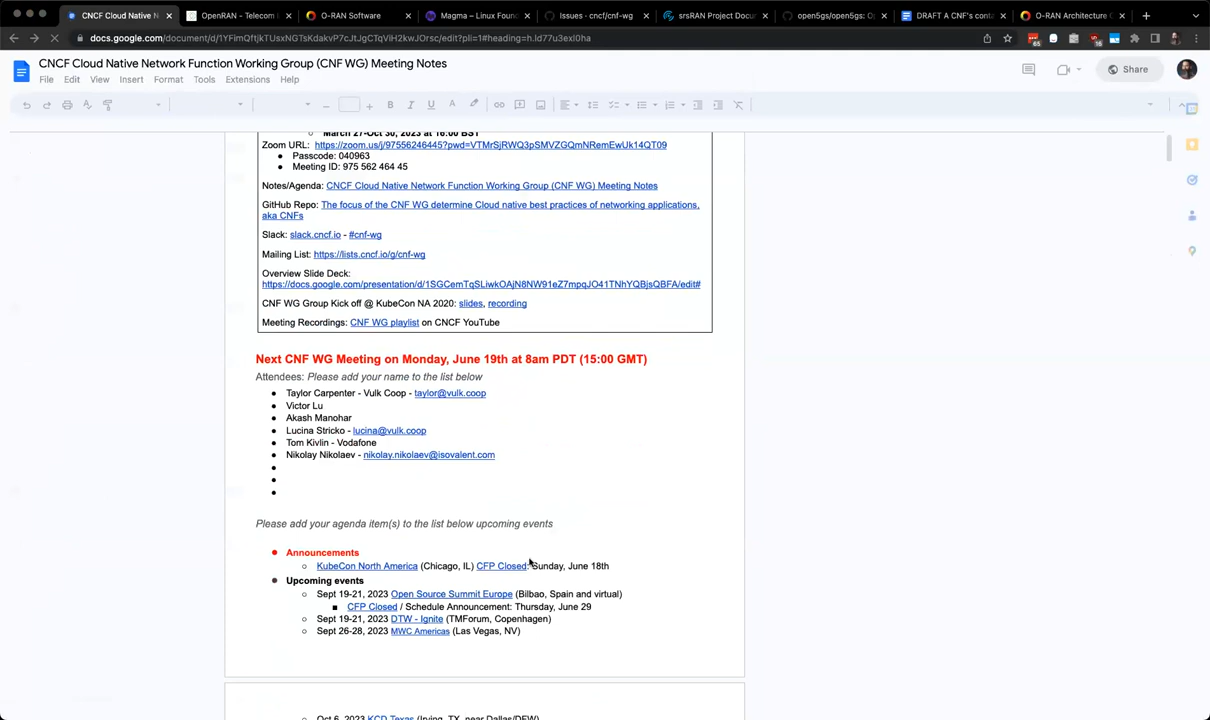 CNCF Cloud Native N
OpenRAN – Telecom I
O-RAN Software
Magma – Linux Foun
Issues · cncf/cnf-wg
srsRAN Project Docum
open5gs/open5gs: Op
DRAFT A CNF's conta
O-RAN Architecture O
docs.google.com/document/d/1YFimQftjkTUsxNGTsKdakvP7cJtJgCTqViH2kwJOrsc/edit?pli=1#heading=h.ld77u3exl0ha
CNCF Cloud Native Network Function Working Group (CNF WG) Meeting Notes
File Edit View Insert Format Tools Extensions Help
Share
March 27-Oct 30, 2023 at 16:00 BST
Zoom URL: https://zoom.us/j/97556246445?pwd=VTMrSjRWQ3pSMVZGQmNRemEwUk14QT09
Passcode: 040963
Meeting ID: 975 562 464 45
Notes/Agenda: CNCF Cloud Native Network Function Working Group (CNF WG) Meeting Notes
GitHub Repo: The focus of the CNF WG determine Cloud native best practices of networking applications,
aka CNFs
Slack: slack.cncf.io - #cnf-wg
Mailing List: https://lists.cncf.io/g/cnf-wg
Overview Slide Deck:
https://docs.google.com/presentation/d/1SGCemTqSLiwkOAjN8NW91eZ7mpqJO41TNhYQBjsQBFA/edit#
CNF WG Group Kick off @ KubeCon NA 2020: slides, recording
Meeting Recordings: CNF WG playlist on CNCF YouTube
Next CNF WG Meeting on Monday, June 19th at 8am PDT (15:00 GMT)
Attendees: Please add your name to the list below
Taylor Carpenter - Vulk Coop - taylor@vulk.coop
Victor Lu
Akash Manohar
Lucina Stricko - lucina@vulk.coop
Tom Kivlin - Vodafone
Nikolay Nikolaev - nikolay.nikolaev@isovalent.com
Please add your agenda item(s) to the list below upcoming events
Announcements
KubeCon North America (Chicago, IL) CFP Closed: Sunday, June 18th
Upcoming events
Sept 19-21, 2023 Open Source Summit Europe (Bilbao, Spain and virtual)
CFP Closed / Schedule Announcement: Thursday, June 29
Sept 19-21, 2023 DTW - Ignite (TMForum, Copenhagen)
Sept 26-28, 2023 MWC Americas (Las Vegas, NV)
Oct 6, 2023 KCD Texas (Irving, TX, near Dallas/DFW)